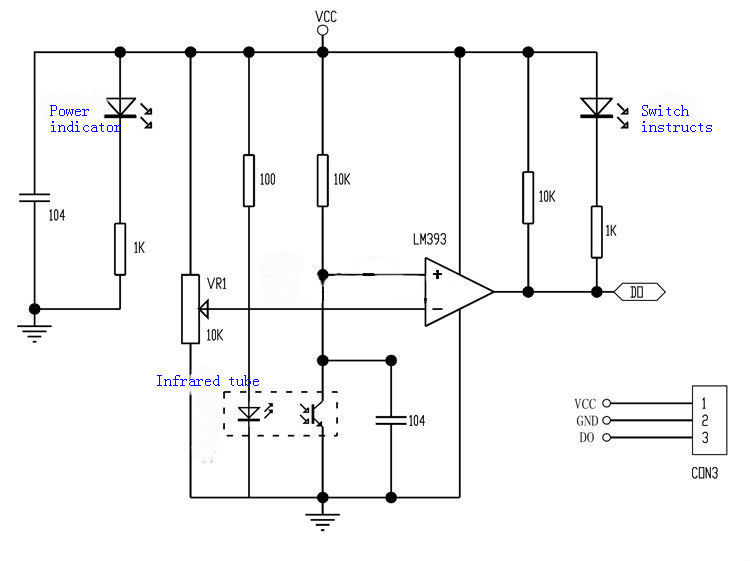 VCC
Power
indicator
Switch
instructs
104
1K
100
10K
10K
1K
LM393
+
−
VR1
10K
DO
Infrared tube
104
VCC
GND
DO
1
2
3
CON3